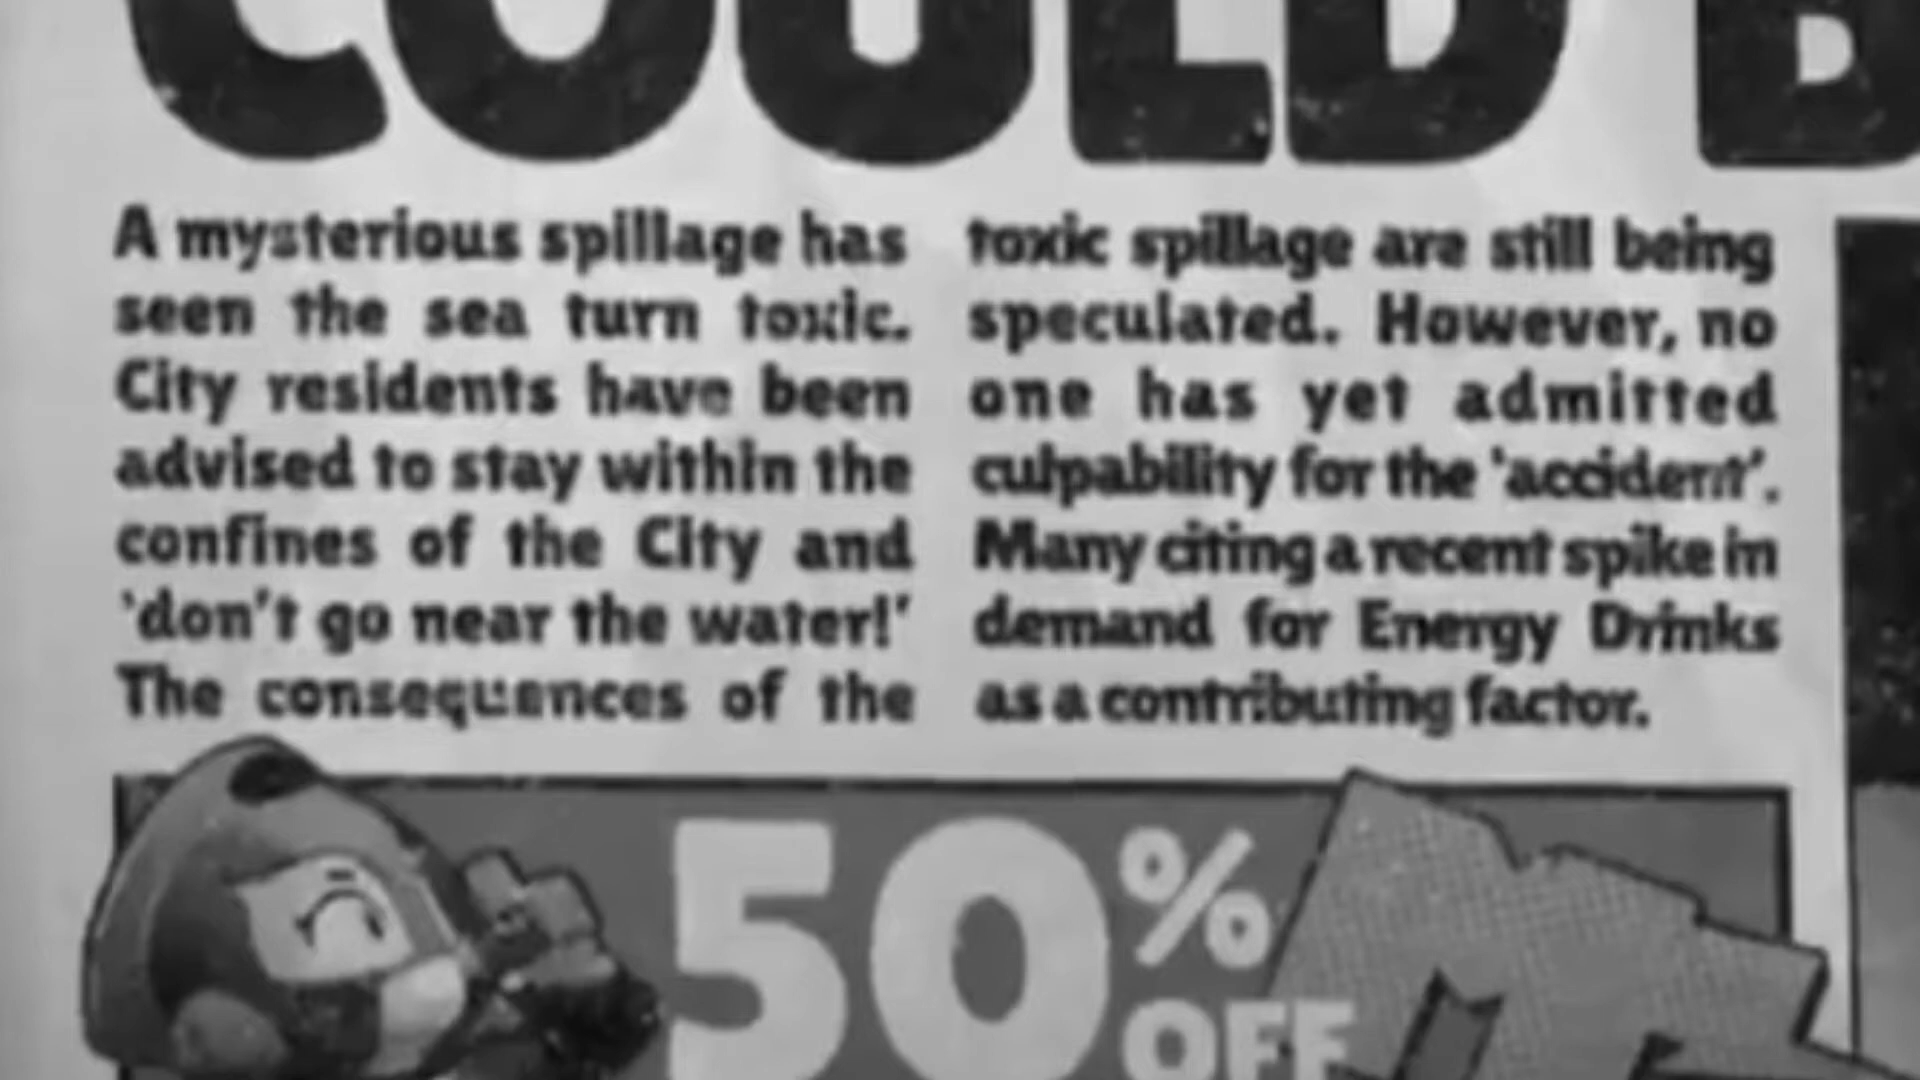 COULD B
A mysterious spillage has
seen the sea turn toxic.
City residents have been
advised to stay within the
confines of the City and
'don't go near the water!'
The consequences of the
toxic spillage are still being
speculated. However, no
one has yet admitted
culpability for the 'accident'.
Many citing a recent spike in
demand for Energy Drinks
as a contributing factor.
50%
OFF